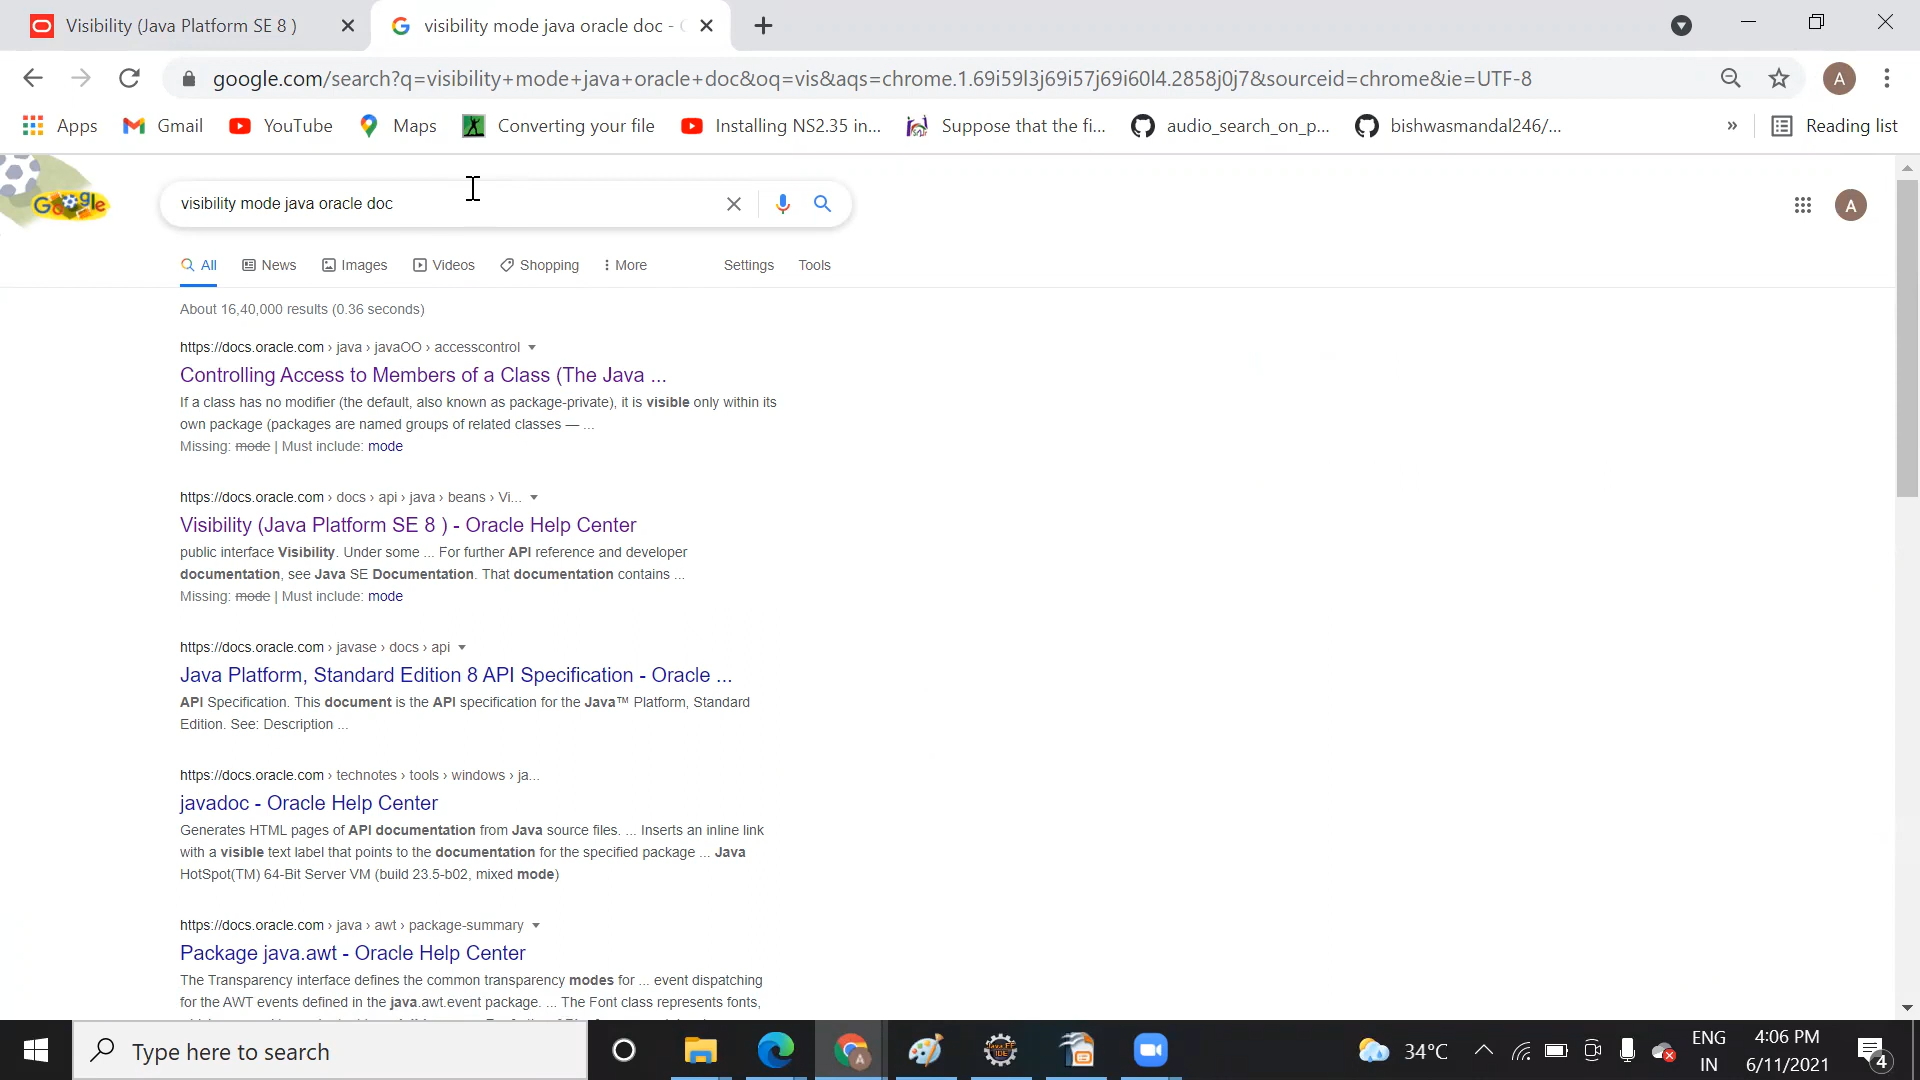 Visibility (Java Platform SE 8 )
visibility mode java oracle doc -
google.com/search?q=visibility+mode+java+oracle+doc&oq=vis&aqs=chrome.1.69i59l3j69i57j69i60l4.2858j0j7&sourceid=chrome&ie=UTF-8
A
Apps
Gmail
YouTube
Maps
Converting your file
Installing NS2.35 in...
Suppose that the fi...
audio_search_on_p...
bishwasmandal246/...
»
Reading list
Google
visibility mode java oracle doc
A
All
News
Images
Videos
Shopping
More
Settings
Tools
About 16,40,000 results (0.36 seconds)
https://docs.oracle.com › java › javaOO › accesscontrol
Controlling Access to Members of a Class (The Java ...
If a class has no modifier (the default, also known as package-private), it is visible only within its
own package (packages are named groups of related classes — ...
Missing: mode | Must include: mode
https://docs.oracle.com › docs › api › java › beans › Vi...
Visibility (Java Platform SE 8 ) - Oracle Help Center
public interface Visibility. Under some ... For further API reference and developer
documentation, see Java SE Documentation. That documentation contains ...
Missing: mode | Must include: mode
https://docs.oracle.com › javase › docs › api
Java Platform, Standard Edition 8 API Specification - Oracle ...
API Specification. This document is the API specification for the Java™ Platform, Standard
Edition. See: Description ...
https://docs.oracle.com › technotes › tools › windows › ja...
javadoc - Oracle Help Center
Generates HTML pages of API documentation from Java source files. ... Inserts an inline link
with a visible text label that points to the documentation for the specified package ... Java
HotSpot(TM) 64-Bit Server VM (build 23.5-b02, mixed mode)
https://docs.oracle.com › java › awt › package-summary
Package java.awt - Oracle Help Center
The Transparency interface defines the common transparency modes for ... event dispatching
for the AWT events defined in the java.awt.event package. ... The Font class represents fonts,
Type here to search
34°C
ENG
IN
4:06 PM
6/11/2021
4